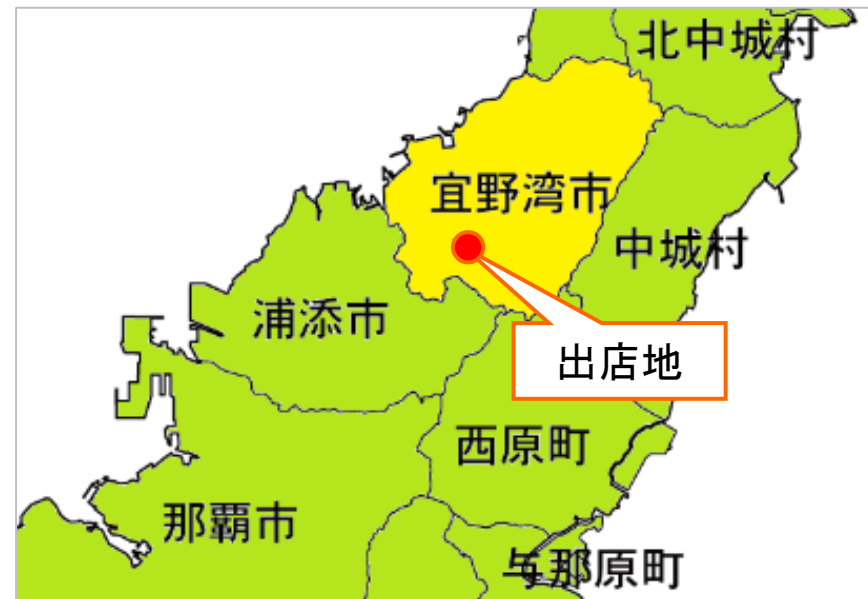 北中城村
宜野湾市
中城村
浦添市
出店地
西原町
那覇市
与那原町